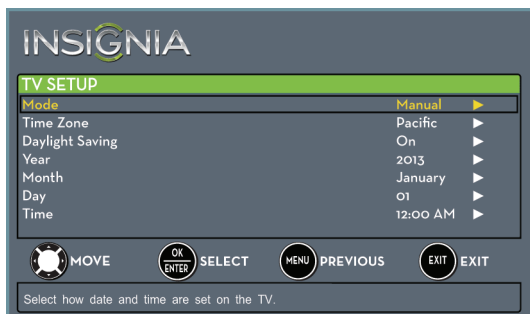 INSIGNIA
TV SETUP
Mode Manual
Time Zone Pacific
Daylight Saving On
Year 2013
Month January
Day 01
Time 12:00 AM
MOVE OK ENTER SELECT MENU PREVIOUS EXIT EXIT
Select how date and time are set on the TV.